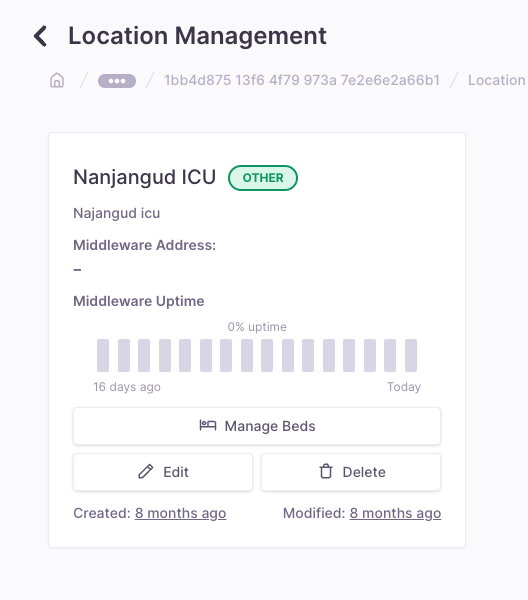 Location Management
/ ••• / 1bb4d875 13f6 4f79 973a 7e2e6e2a66b1 / Location
Nanjangud ICU OTHER
Najangud icu
Middleware Address:
–
Middleware Uptime
0% uptime
16 days ago Today
Manage Beds
Edit Delete
Created: 8 months ago Modified: 8 months ago